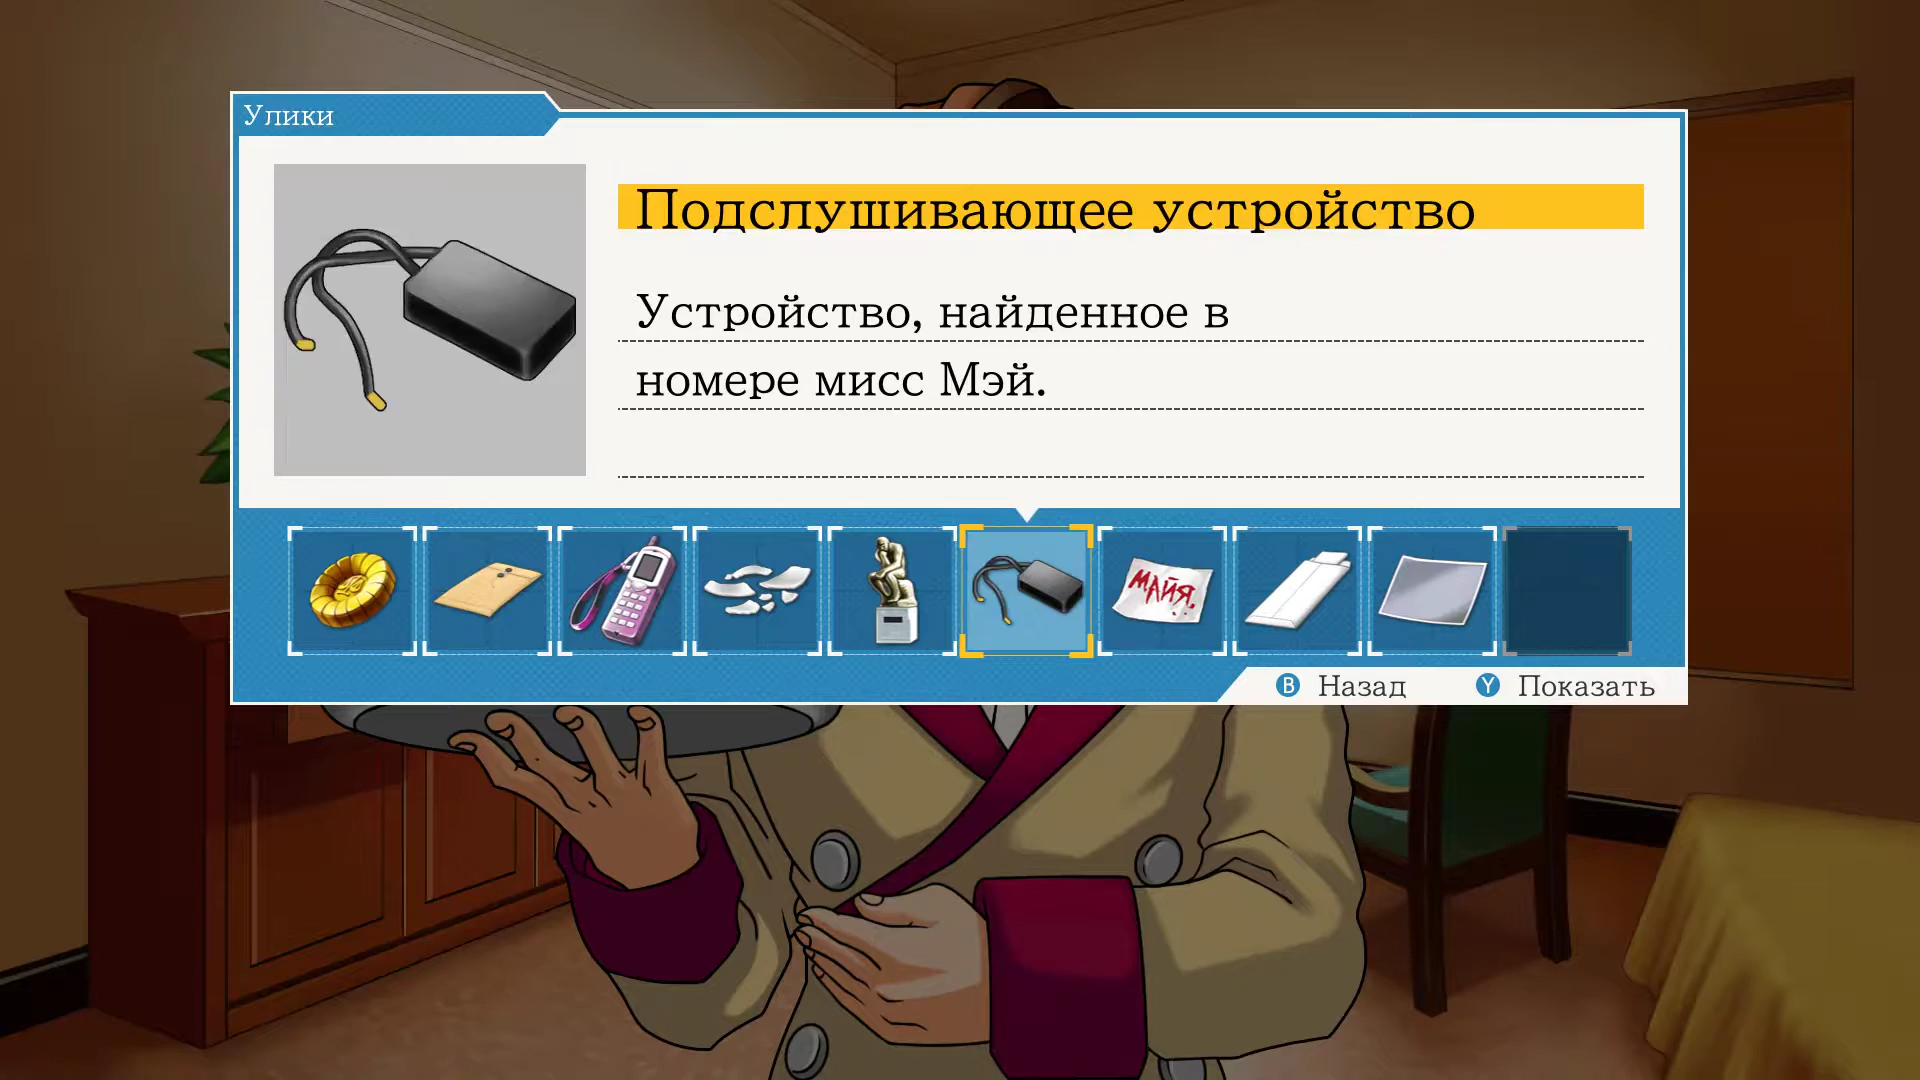 Улики
Подслушивающее устройство
Устройство, найденное в
номере мисс Мэй.
МАЙЯ.
B Назад Y Показать